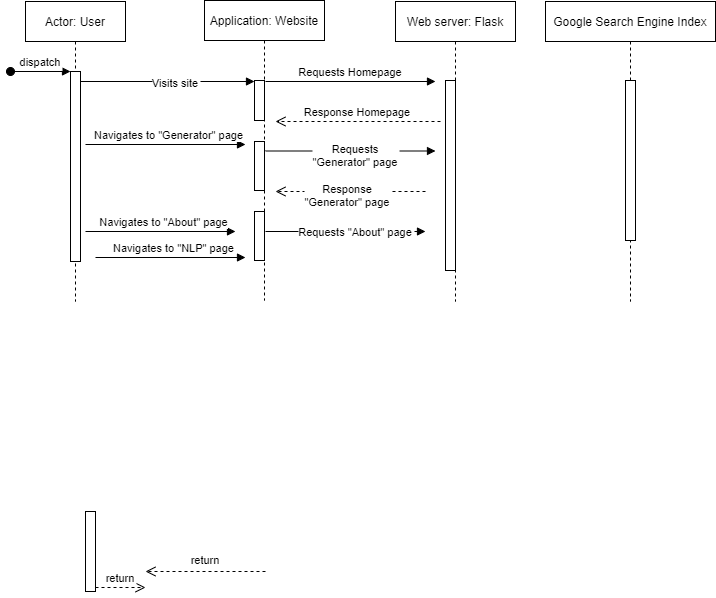 Actor: User
Application: Website
Web server: Flask
Google Search Engine Index
dispatch
Visits site
Requests Homepage
Response Homepage
Navigates to "Generator" page
Requests
"Generator" page
Response
"Generator" page
Navigates to "About" page
Requests "About" page
Navigates to "NLP" page
return
return